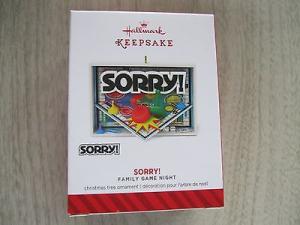 Hallmark
KEEPSAKE
SORRY!
SORRY!
SORRY!
FAMILY GAME NIGHT
christmas tree ornament | décoration pour l'arbre de noël